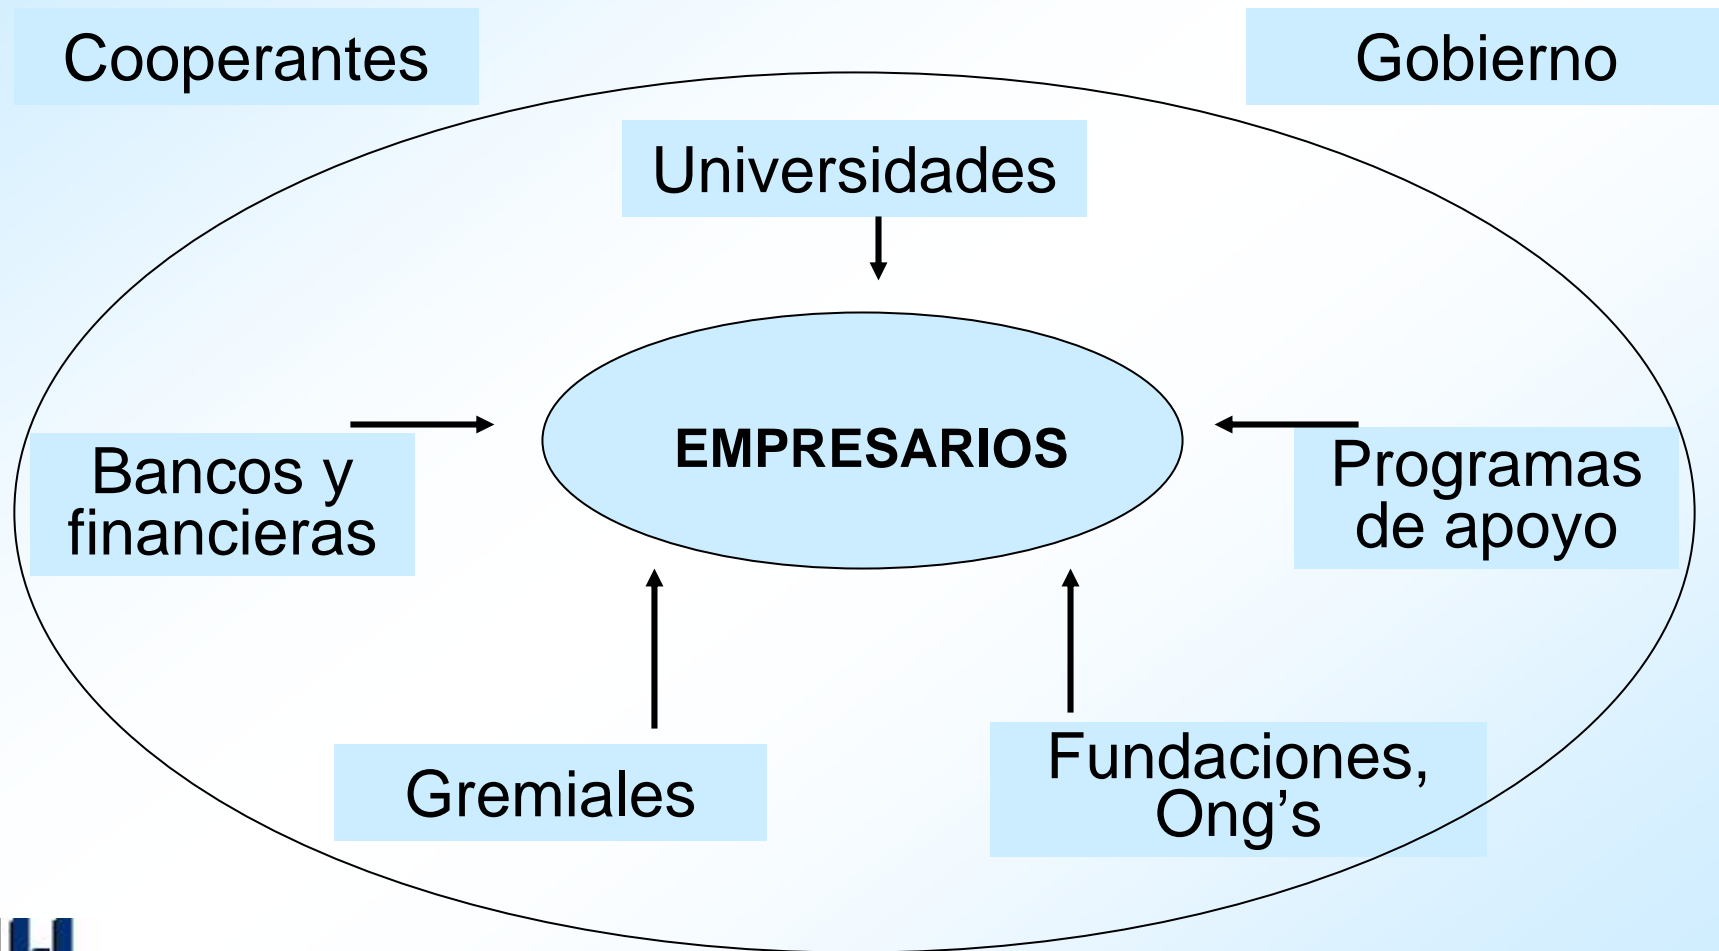 Cooperantes
Gobierno
Universidades
EMPRESARIOS
Bancos y
financieras
Programas
de apoyo
Gremiales
Fundaciones,
Ong’s